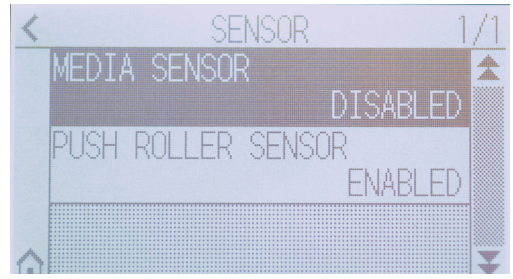 SENSOR 1/1
MEDIA SENSOR
DISABLED
PUSH ROLLER SENSOR
ENABLED